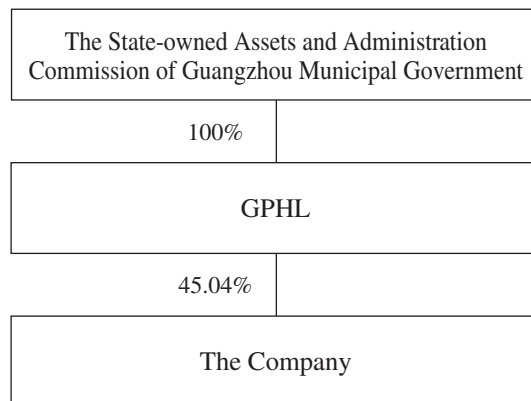 The State-owned Assets and Administration
Commission of Guangzhou Municipal Government
100%
GPHL
45.04%
The Company